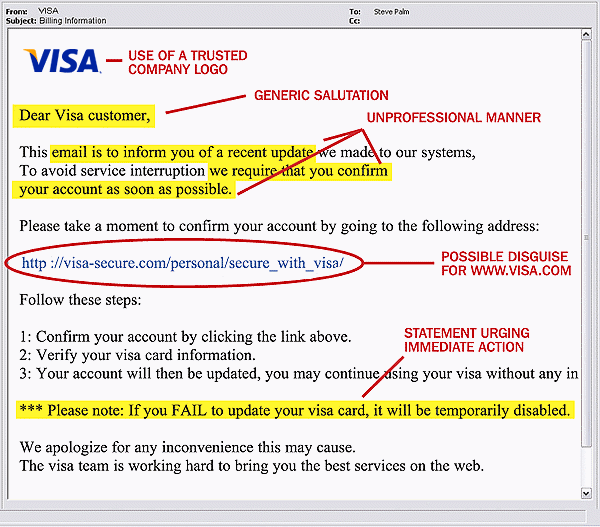 From: VISA To: Steve Palm
Subject: Billing Information Cc:
VISA
USE OF A TRUSTED
COMPANY LOGO
GENERIC SALUTATION
Dear Visa customer,
UNPROFESSIONAL MANNER
This email is to inform you of a recent update we made to our systems,
To avoid service interruption we require that you confirm
your account as soon as possible.
Please take a moment to confirm your account by going to the following address:
http ://visa-secure.com/personal/secure_with_visa/
POSSIBLE DISGUISE
FOR WWW.VISA.COM
Follow these steps:
STATEMENT URGING
IMMEDIATE ACTION
1: Confirm your account by clicking the link above.
2: Verify your visa card information.
3: Your account will then be updated, you may continue using your visa without any in
*** Please note: If you FAIL to update your visa card, it will be temporarily disabled.
We apologize for any inconvenience this may cause.
The visa team is working hard to bring you the best services on the web.